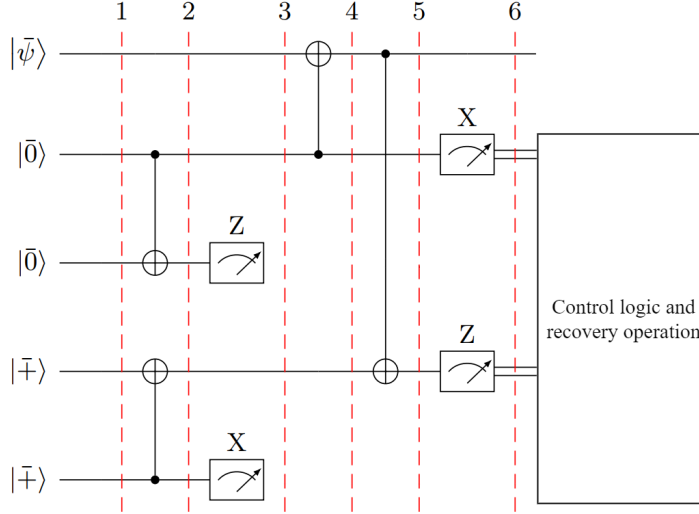 1 2 3 4 5 6
|ψ̄⟩
X
|0̄⟩
Z
|0̄⟩
Control logic and
recovery operation
Z
|+̄⟩
X
|+̄⟩